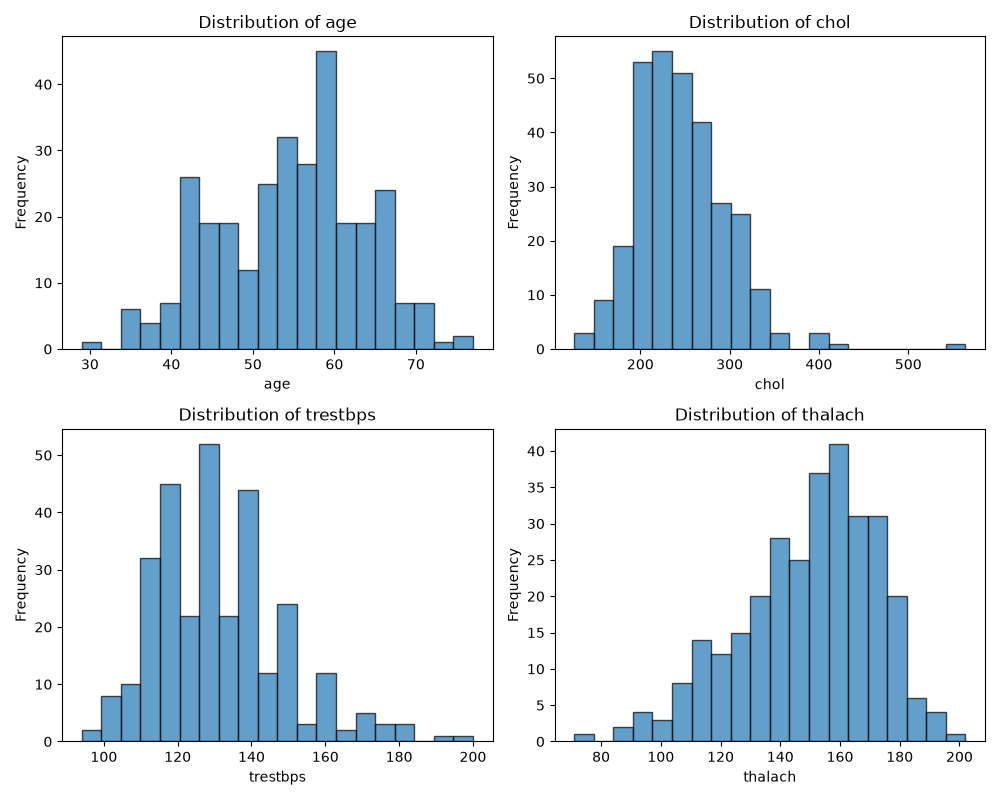 Distribution of age
Frequency
40
30
20
10
0
30 40 50 60 70
age
Distribution of chol
Frequency
50
40
30
20
10
0
200 300 400 500
chol
Distribution of trestbps
Frequency
50
40
30
20
10
0
100 120 140 160 180 200
trestbps
Distribution of thalach
Frequency
40
35
30
25
20
15
10
5
0
80 100 120 140 160 180 200
thalach